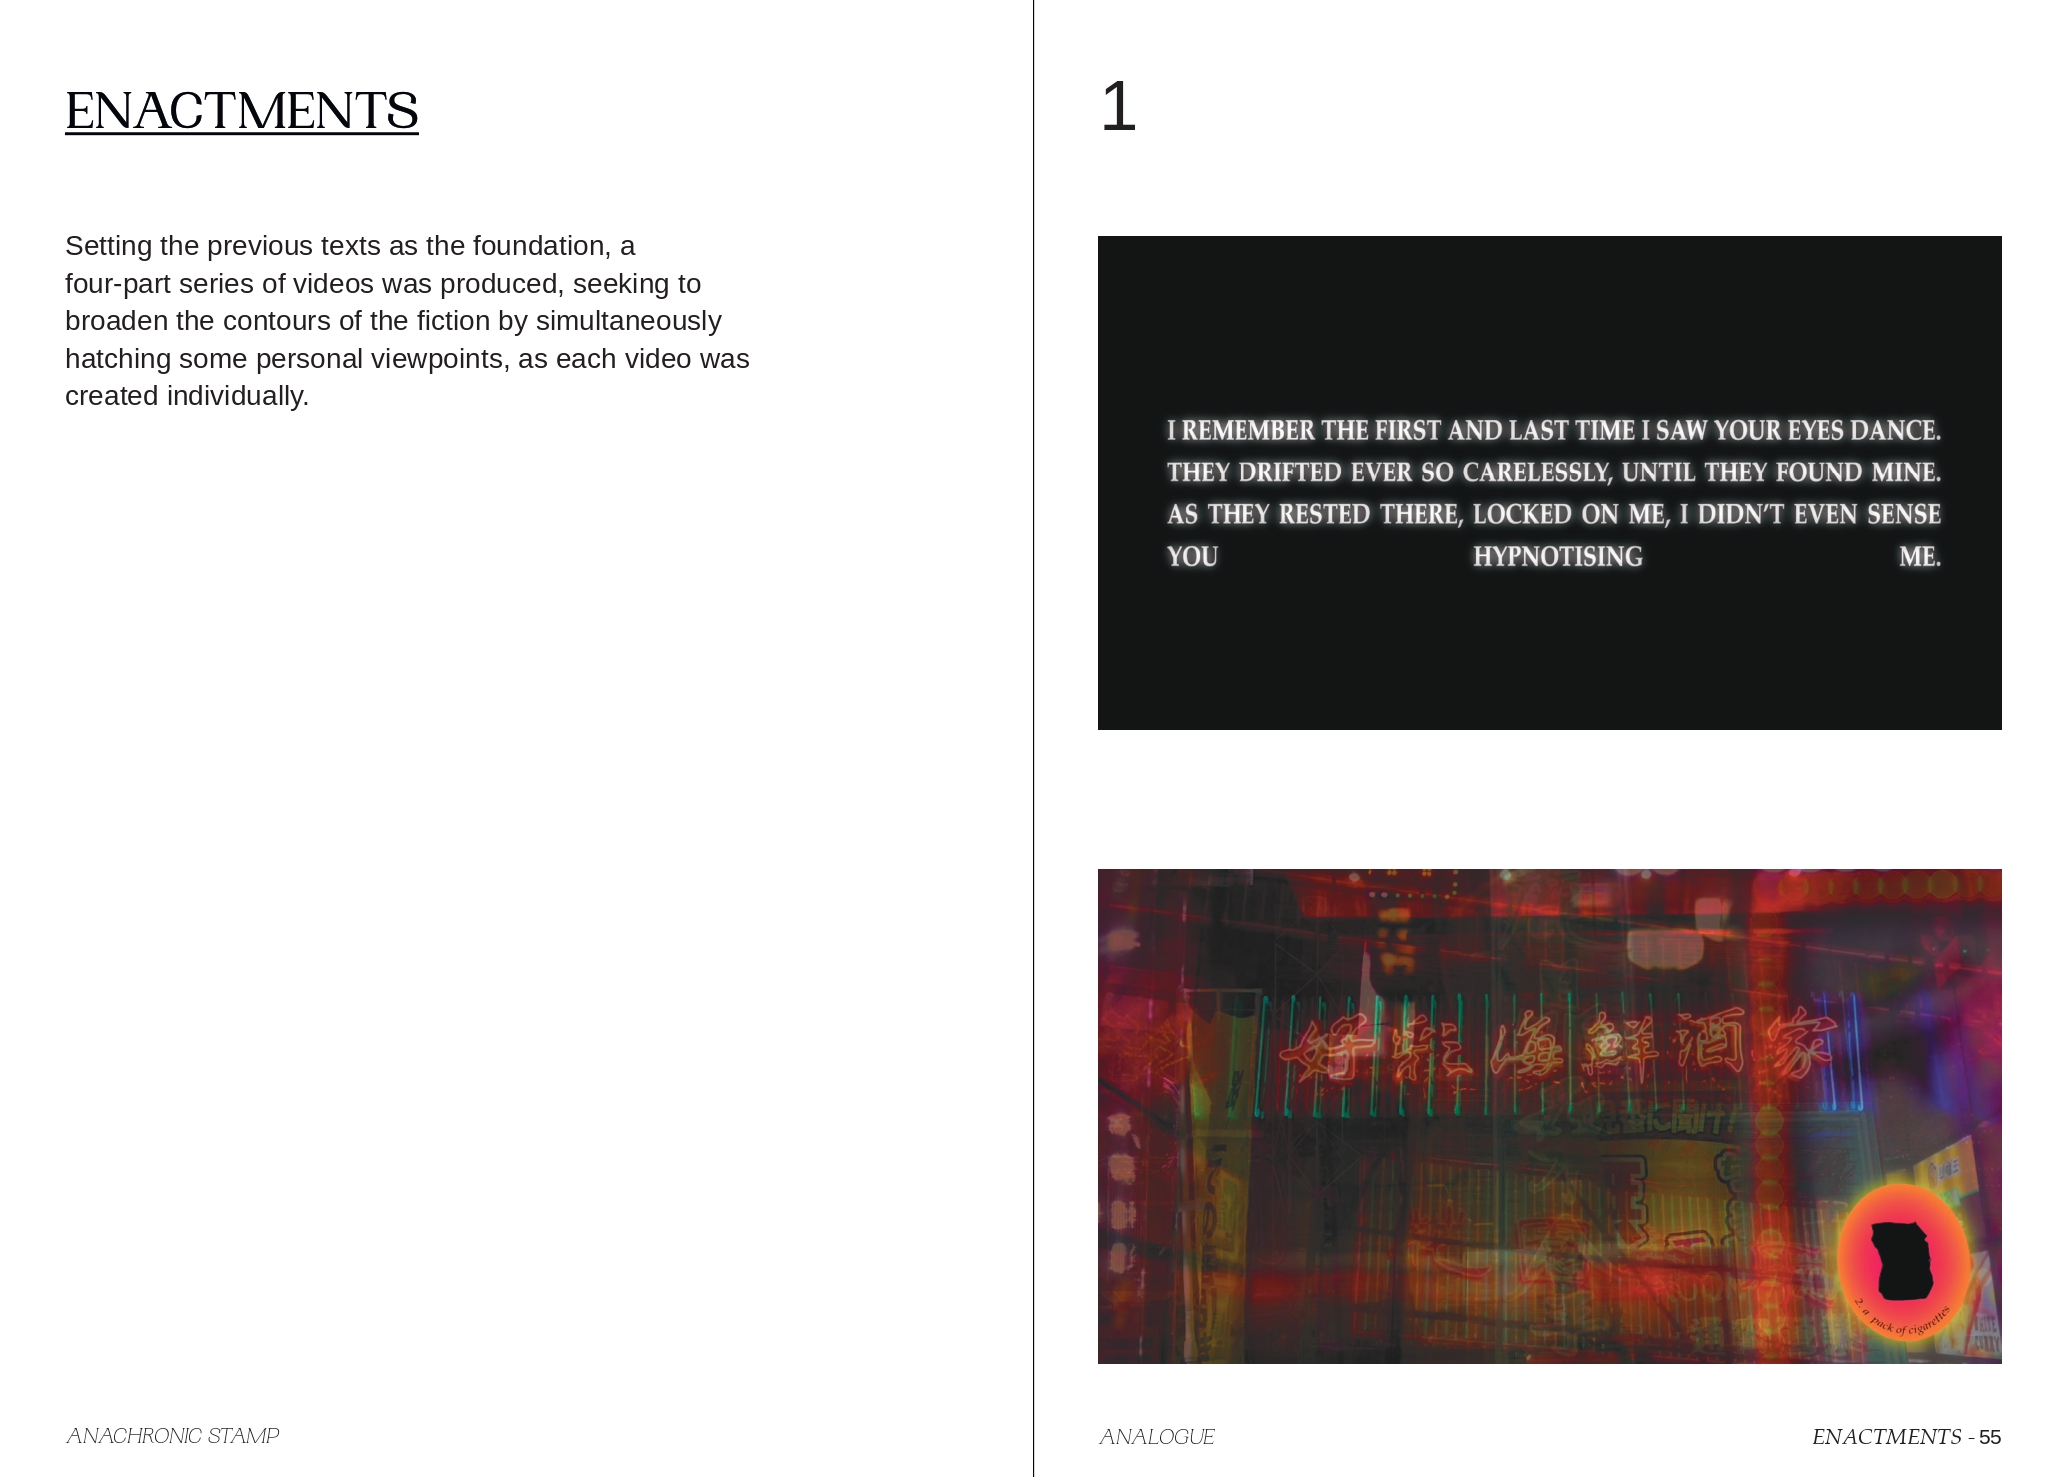 ENACTMENTS
Setting the previous texts as the foundation, a
four-part series of videos was produced, seeking to
broaden the contours of the fiction by simultaneously
hatching some personal viewpoints, as each video was
created individually.
ANACHRONIC STAMP
1
I REMEMBER THE FIRST AND LAST TIME I SAW YOUR EYES DANCE.
THEY DRIFTED EVER SO CARELESSLY, UNTIL THEY FOUND MINE.
AS THEY RESTED THERE, LOCKED ON ME, I DIDN’T EVEN SENSE
YOU HYPNOTISING ME.
好 海鮮酒家
に聞け!
2. a pack of cigarettes
ANALOGUE
ENACTMENTS - 55